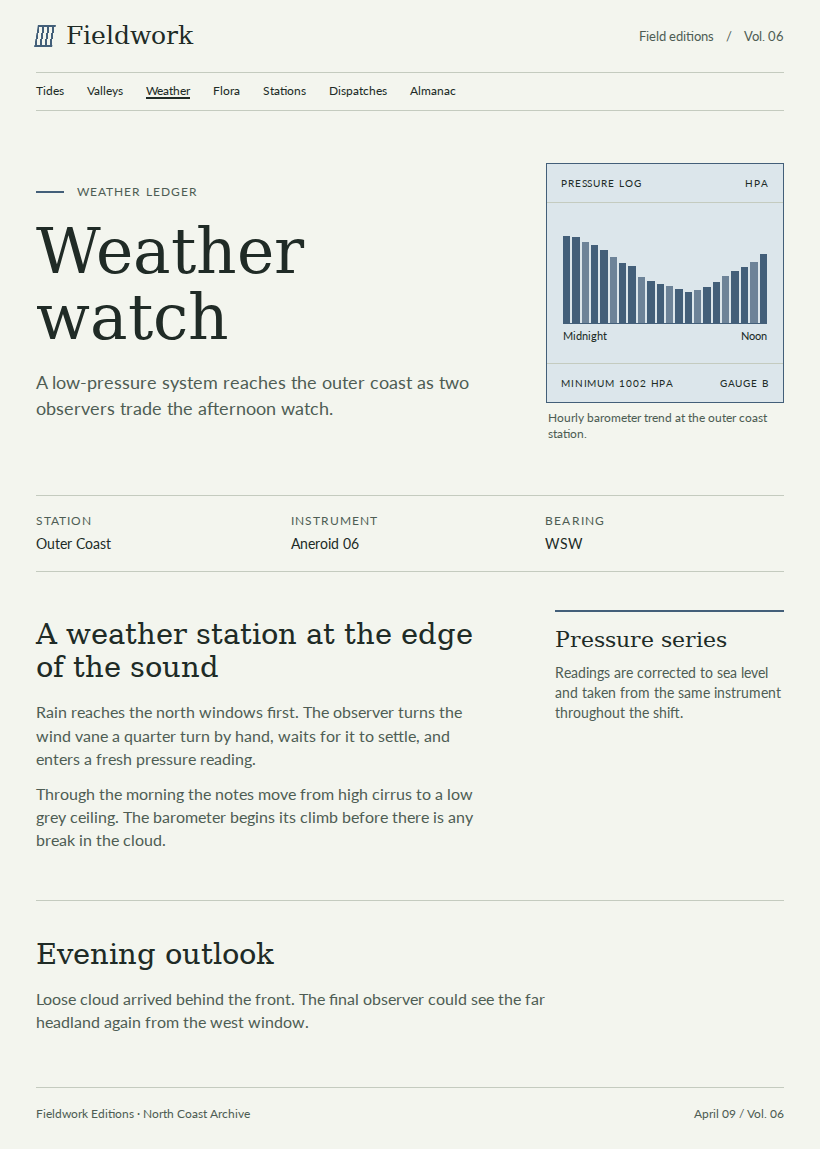 Fieldwork
Field editions / Vol. 06
Tides Valleys Weather Flora Stations Dispatches Almanac
WEATHER LEDGER
Weather
watch
A low-pressure system reaches the outer coast as two
observers trade the afternoon watch.
PRESSURE LOG HPA
Midnight Noon
MINIMUM 1002 HPA GAUGE B
Hourly barometer trend at the outer coast
station.
STATION
Outer Coast
INSTRUMENT
Aneroid 06
BEARING
WSW
A weather station at the edge
of the sound
Rain reaches the north windows first. The observer turns the
wind vane a quarter turn by hand, waits for it to settle, and
enters a fresh pressure reading.
Through the morning the notes move from high cirrus to a low
grey ceiling. The barometer begins its climb before there is any
break in the cloud.
Pressure series
Readings are corrected to sea level
and taken from the same instrument
throughout the shift.
Evening outlook
Loose cloud arrived behind the front. The final observer could see the far
headland again from the west window.
Fieldwork Editions · North Coast Archive
April 09 / Vol. 06